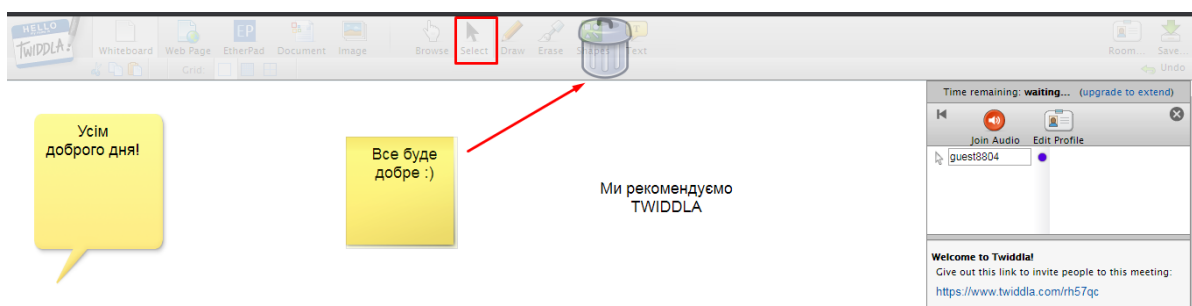 HELLO
TWIDDLA!
Whiteboard Web Page EtherPad Document Image Browse Select Draw Erase Shapes Text Room... Save...
EP
T
Grid:
Undo
Time remaining: waiting... (upgrade to extend)
Join Audio Edit Profile
guest8804
Усім
доброго дня!
Все буде
добре :)
Ми рекомендуємо
TWIDDLA
Welcome to Twiddla!
Give out this link to invite people to this meeting:
https://www.twiddla.com/rh57qc